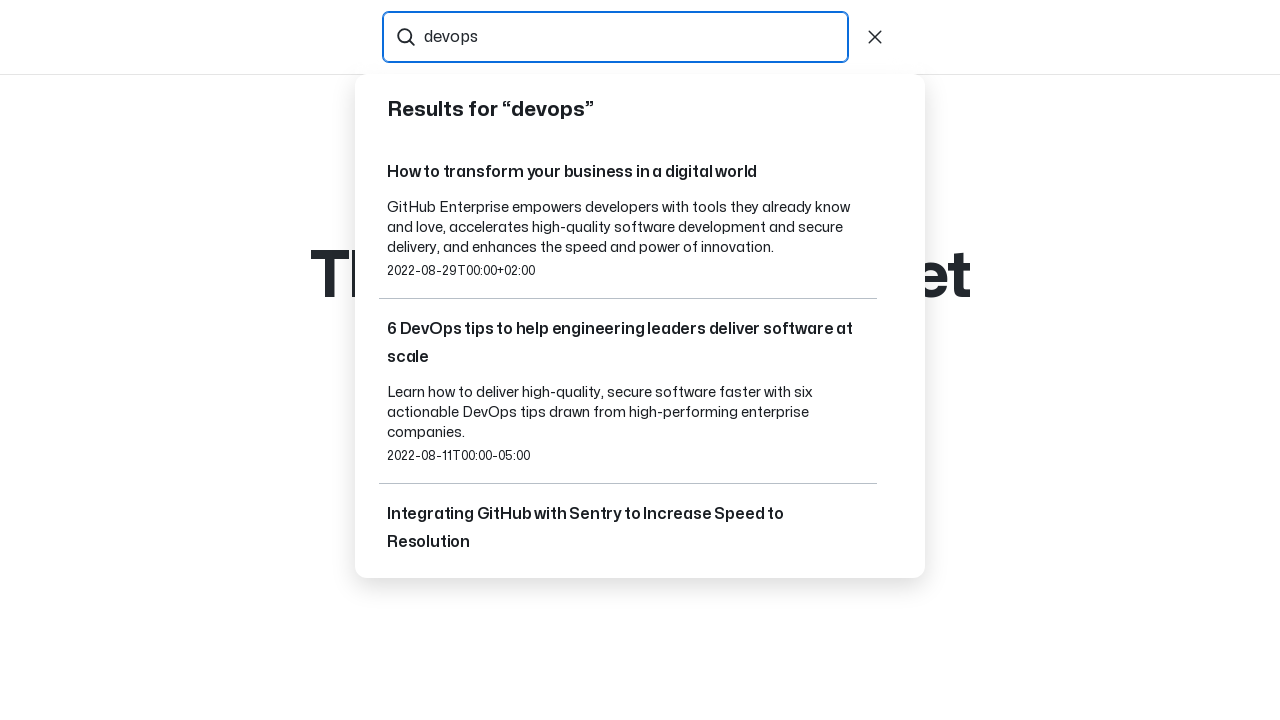 devops
Results for “devops”
How to transform your business in a digital world
GitHub Enterprise empowers developers with tools they already know
and love, accelerates high-quality software development and secure
delivery, and enhances the speed and power of innovation.
2022-08-29T00:00+02:00
6 DevOps tips to help engineering leaders deliver software at
scale
Learn how to deliver high-quality, secure software faster with six
actionable DevOps tips drawn from high-performing enterprise
companies.
2022-08-11T00:00-05:00
Integrating GitHub with Sentry to Increase Speed to
Resolution